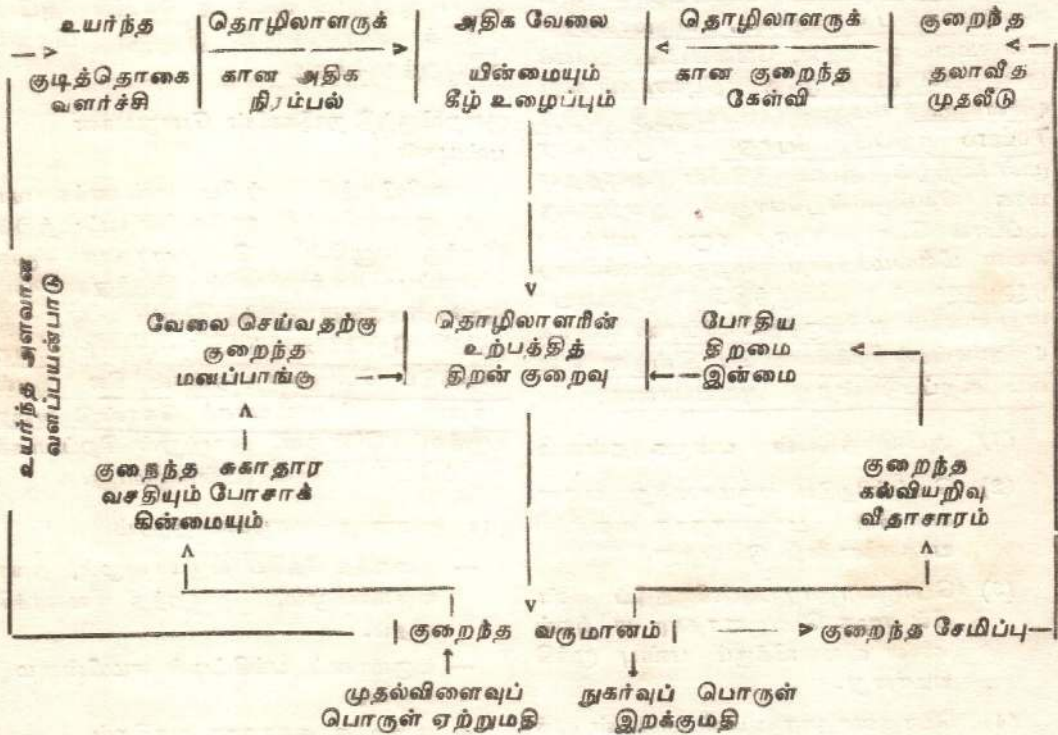 உயர்ந்த
குடித்தொகை
வளர்ச்சி
தொழிலாளருக்
கான அதிக
நிரம்பல்
அதிக வேலை
யின்மையும்
கீழ் உழைப்பும்
தொழிலாளருக்
கான குறைந்த
கேள்வி
குறைந்த
தலாவீத
முதலீடு
உயர்ந்த அளவான
வளப்பயன்பாடு
வேலை செய்வதற்கு
குறைந்த
மனப்பாங்கு
தொழிலாளரின்
உற்பத்தித்
திறன் குறைவு
போதிய
திறமை
இன்மை
குறைந்த சுகாதார
வசதியும் போசாக்
கின்மையும்
குறைந்த
கல்வியறிவு
வீதாசாரம்
குறைந்த வருமானம்
குறைந்த சேமிப்பு
முதல்விளைவுப்
பொருள் ஏற்றுமதி
நுகர்வுப் பொருள்
இறக்குமதி